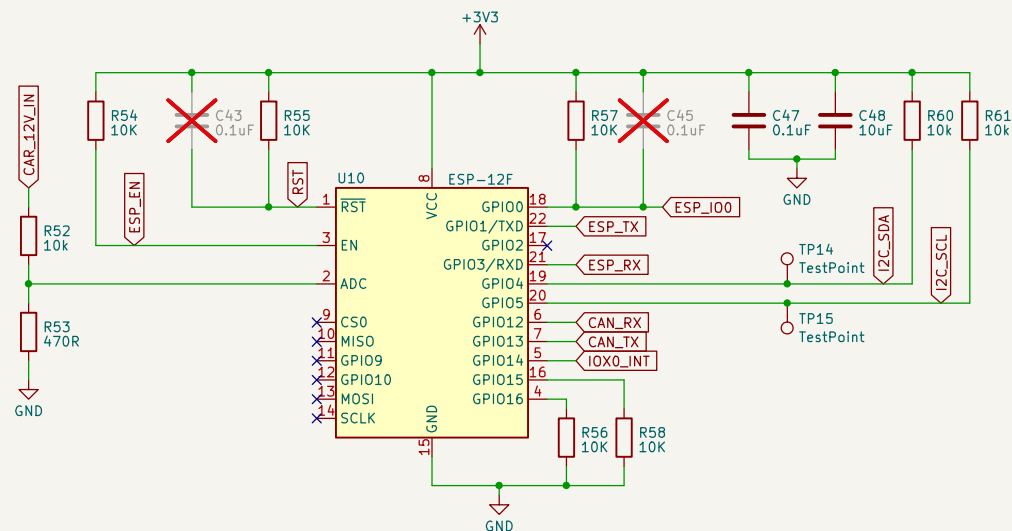 +3V3
CAR_12V_IN
R54
10K
C43
0.1uF
R55
10K
R57
10K
C45
0.1uF
C47
0.1uF
C48
10uF
R60
10k
R61
10k
GND
ESP_EN
RST
U10
ESP-12F
8
VCC
1
RST
3
EN
2
ADC
9
CS0
10
MISO
11
GPIO9
12
GPIO10
13
MOSI
14
SCLK
GPIO0
18
GPIO1/TXD
22
GPIO2
17
GPIO3/RXD
21
GPIO4
19
GPIO5
20
GPIO12
6
GPIO13
7
GPIO14
5
GPIO15
16
GPIO16
4
GND
15
ESP_IO0
ESP_TX
ESP_RX
CAN_RX
CAN_TX
IOX0_INT
I2C_SDA
I2C_SCL
TP14
TestPoint
TP15
TestPoint
R52
10k
R53
470R
GND
R56
10K
R58
10K
GND